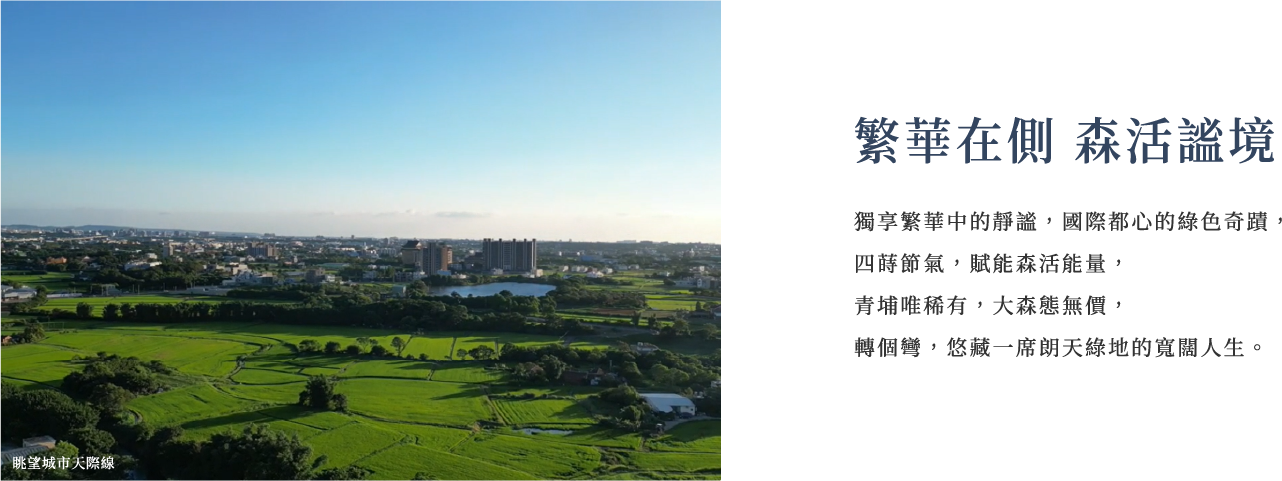 繁華在側 森活謐境
獨享繁華中的靜謐，國際都心的綠色奇蹟，
四蒔節氣，賦能森活能量，
青埔唯稀有，大森態無價，
轉個彎，悠藏一席朗天綠地的寬闊人生。
眺望城市天際線